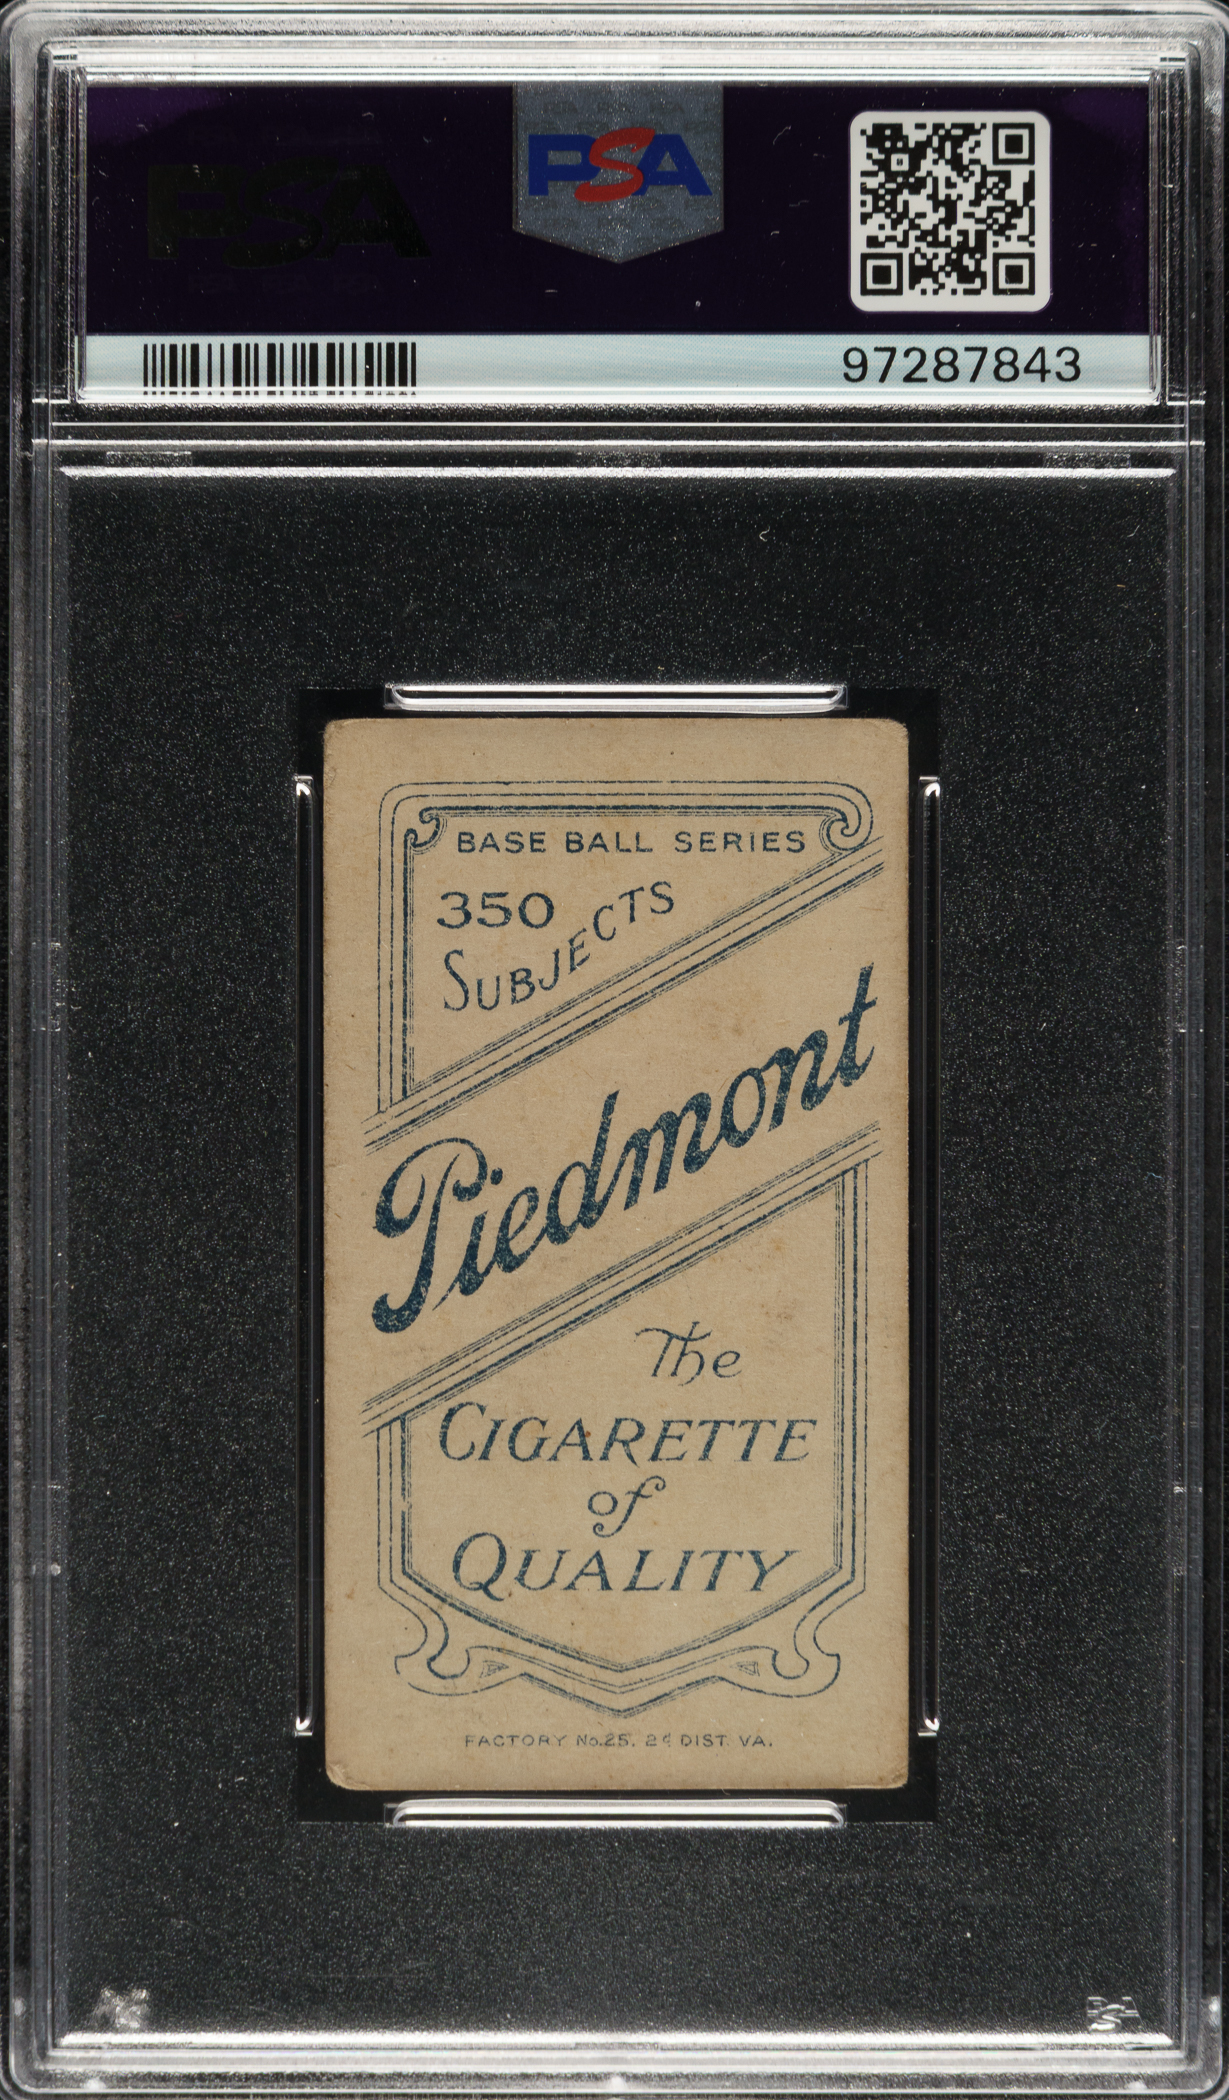 PSA
PSA
97287843
BASE BALL SERIES
350
SUBJECTS
Piedmont
The
CIGARETTE
of
QUALITY
FACTORY No.25. 2d DIST. VA.
PSA